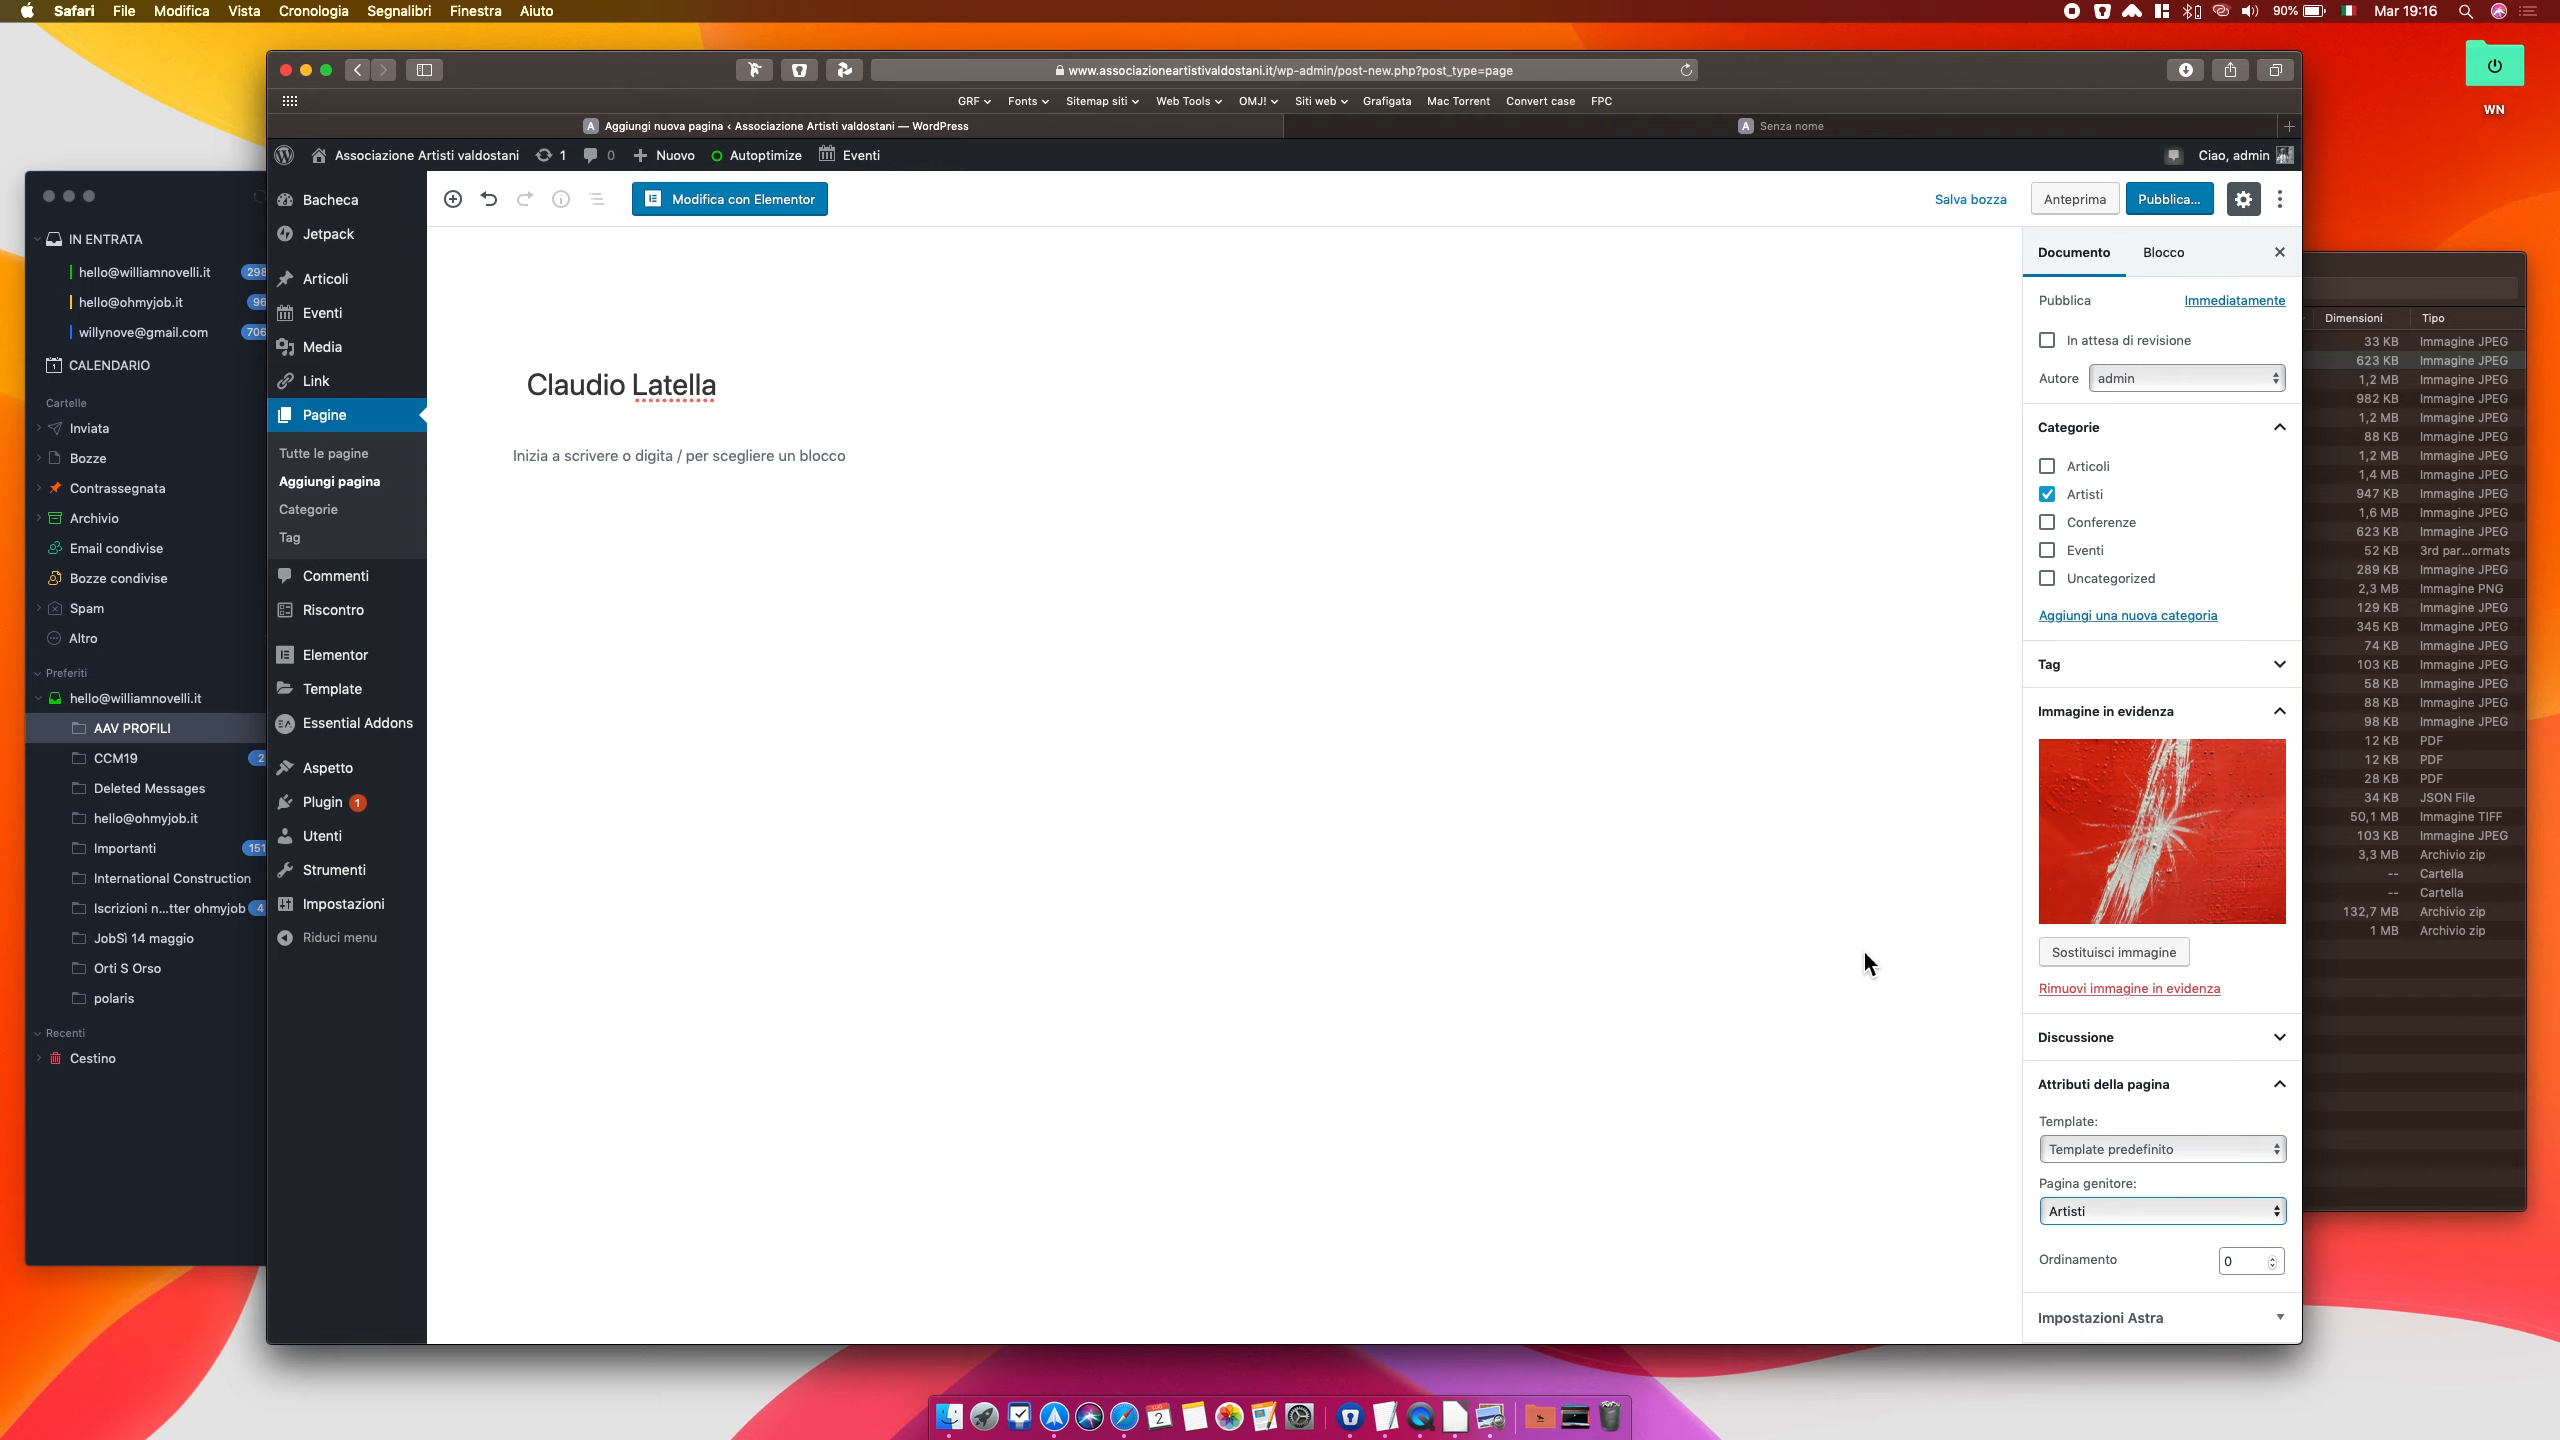 Safari File Modifica Vista Cronologia Segnalibri Finestra Aiuto
90% Mar 19:16
WN
www.associazioneartistivaldostani.it/wp-admin/post-new.php?post_type=page
GRF Fonts Sitemap siti Web Tools OMJ! Siti web Grafigata Mac Torrent Convert case FPC
A Aggiungi nuova pagina ‹ Associazione Artisti valdostani — WordPress
A Senza nome
Associazione Artisti valdostani 1 0 Nuovo Autoptimize Eventi
Ciao, admin
IN ENTRATA
hello@williamnovelli.it 298
hello@ohmyjob.it 96
willynove@gmail.com 706
CALENDARIO
Cartelle
Inviata
Bozze
Contrassegnata
Archivio
Email condivise
Bozze condivise
Spam
Altro
Preferiti
hello@williamnovelli.it
AAV PROFILI
CCM19 2
Deleted Messages
hello@ohmyjob.it
Importanti 151
International Construction
Iscrizioni n...tter ohmyjob 4
JobSì 14 maggio
Orti S Orso
polaris
Recenti
Cestino
Bacheca
Jetpack
Articoli
Eventi
Media
Link
Pagine
Tutte le pagine
Aggiungi pagina
Categorie
Tag
Commenti
Riscontro
Elementor
Template
Essential Addons
Aspetto
Plugin 1
Utenti
Strumenti
Impostazioni
Riduci menu
Modifica con Elementor
Salva bozza
Anteprima
Pubblica...
Claudio Latella
Inizia a scrivere o digita / per scegliere un blocco
Documento Blocco
Pubblica Immediatamente
In attesa di revisione
Autore admin
Categorie
Articoli
Artisti
Conferenze
Eventi
Uncategorized
Aggiungi una nuova categoria
Tag
Immagine in evidenza
Sostituisci immagine
Rimuovi immagine in evidenza
Discussione
Attributi della pagina
Template:
Template predefinito
Pagina genitore:
Artisti
Ordinamento 0
Impostazioni Astra
Dimensioni Tipo
33 KB Immagine JPEG
623 KB Immagine JPEG
1,2 MB Immagine JPEG
982 KB Immagine JPEG
1,2 MB Immagine JPEG
88 KB Immagine JPEG
1,2 MB Immagine JPEG
1,4 MB Immagine JPEG
947 KB Immagine JPEG
1,6 MB Immagine JPEG
623 KB Immagine JPEG
52 KB 3rd par...ormats
289 KB Immagine JPEG
2,3 MB Immagine PNG
129 KB Immagine JPEG
345 KB Immagine JPEG
74 KB Immagine JPEG
103 KB Immagine JPEG
58 KB Immagine JPEG
88 KB Immagine JPEG
98 KB Immagine JPEG
12 KB PDF
12 KB PDF
28 KB PDF
34 KB JSON File
50,1 MB Immagine TIFF
103 KB Immagine JPEG
3,3 MB Archivio zip
-- Cartella
-- Cartella
132,7 MB Archivio zip
1 MB Archivio zip
LUG
2